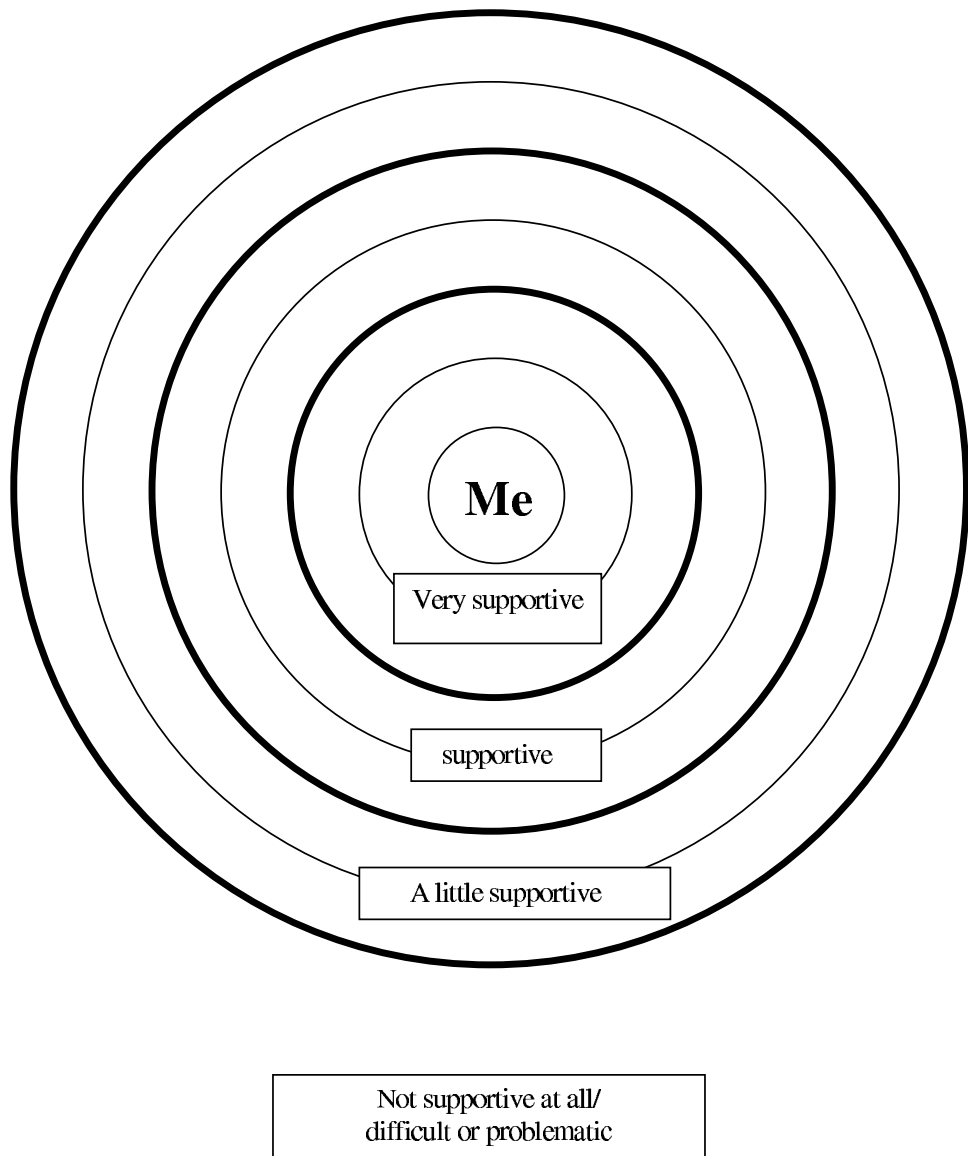 Me
Very supportive
supportive
A little supportive
Not supportive at all/
difficult or problematic